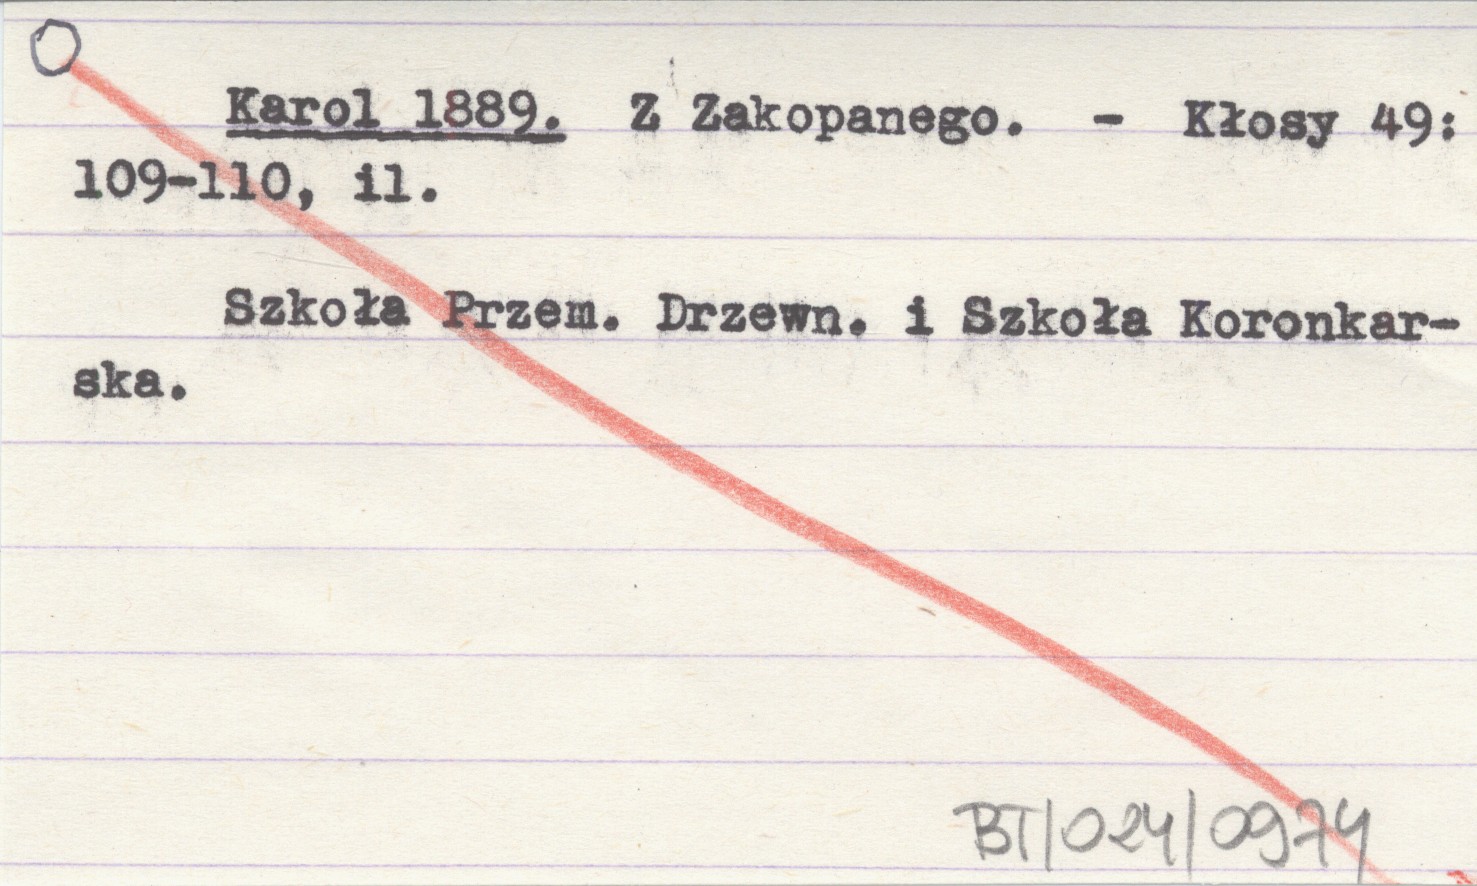 Karol 1889. Z Zakopanego. - Kłosy 49:
109-110, il.
Szkoła Przem. Drzewn. i Szkoła Koronkar-
ska.
BT/024/0974